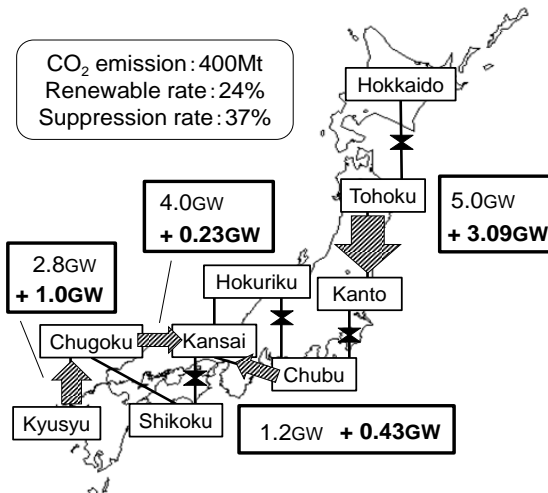 CO₂ emission：400Mt
Renewable rate：24%
Suppression rate：37%
Hokkaido
4.0GW
+ 0.23GW
Tohoku
5.0GW
+ 3.09GW
2.8GW
+ 1.0GW
Hokuriku
Kanto
Chugoku
Kansai
Chubu
Kyusyu
Shikoku
1.2GW + 0.43GW